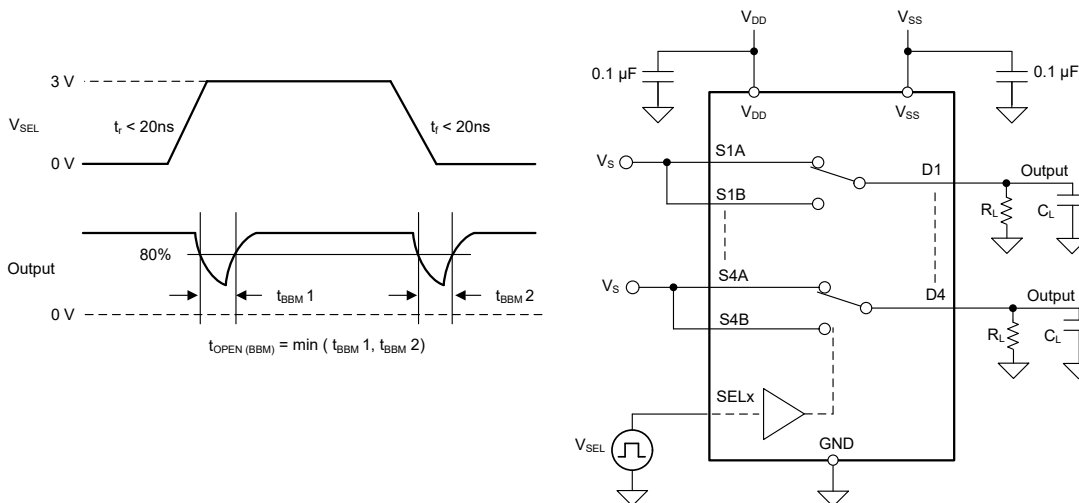 3 V
V_SEL
t_r < 20ns
t_f < 20ns
0 V
80%
Output
t_BBM 1
t_BBM 2
0 V
t_OPEN (BBM) = min ( t_BBM 1, t_BBM 2)
V_DD
V_SS
0.1 µF
0.1 µF
V_DD
V_SS
V_S
S1A
D1
Output
S1B
R_L
C_L
V_S
S4A
D4
Output
S4B
R_L
C_L
SELx
V_SEL
GND